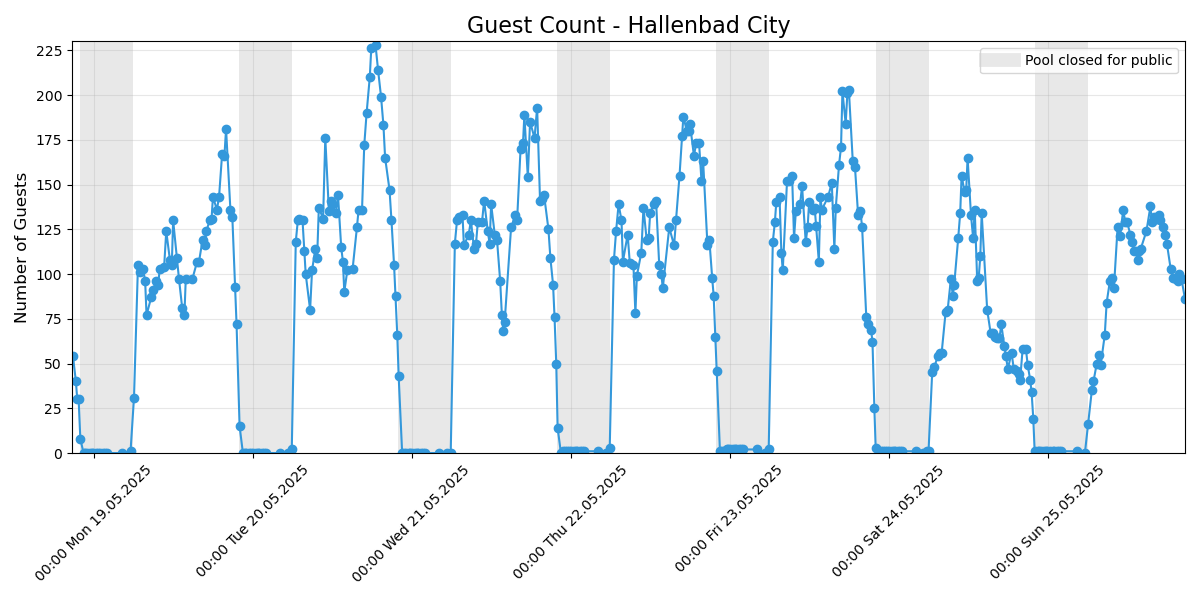 Guest Count - Hallenbad City
Pool closed for public
Number of Guests
225
200
175
150
125
100
75
50
25
0
00:00 Mon 19.05.2025
00:00 Tue 20.05.2025
00:00 Wed 21.05.2025
00:00 Thu 22.05.2025
00:00 Fri 23.05.2025
00:00 Sat 24.05.2025
00:00 Sun 25.05.2025